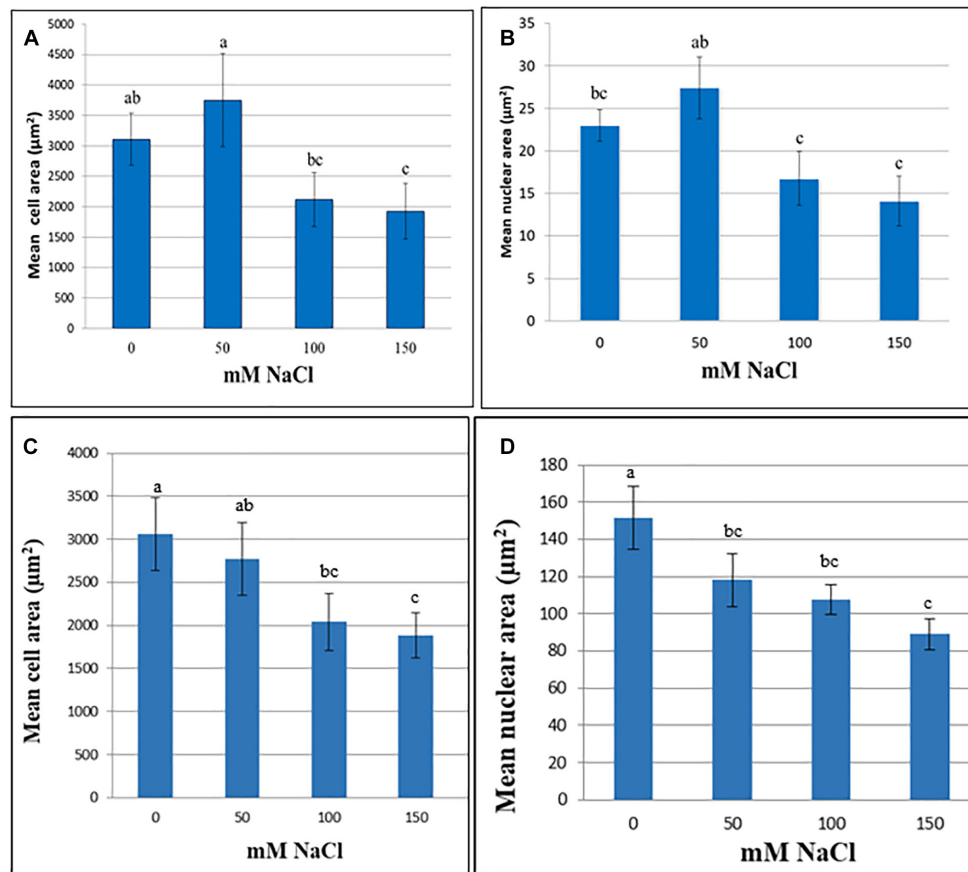 A
Mean cell area (µm²)
5000
4500
4000
3500
3000
2500
2000
1500
1000
500
0
ab
a
bc
c
0 50 100 150
mM NaCl
B
Mean nuclear area (µm²)
35
30
25
20
15
10
5
0
bc
ab
c
c
0 50 100 150
mM NaCl
C
Mean cell area (µm²)
4000
3500
3000
2500
2000
1500
1000
500
0
a
ab
bc
c
0 50 100 150
mM NaCl
D
Mean nuclear area (µm²)
180
160
140
120
100
80
60
40
20
0
a
bc
bc
c
0 50 100 150
mM NaCl